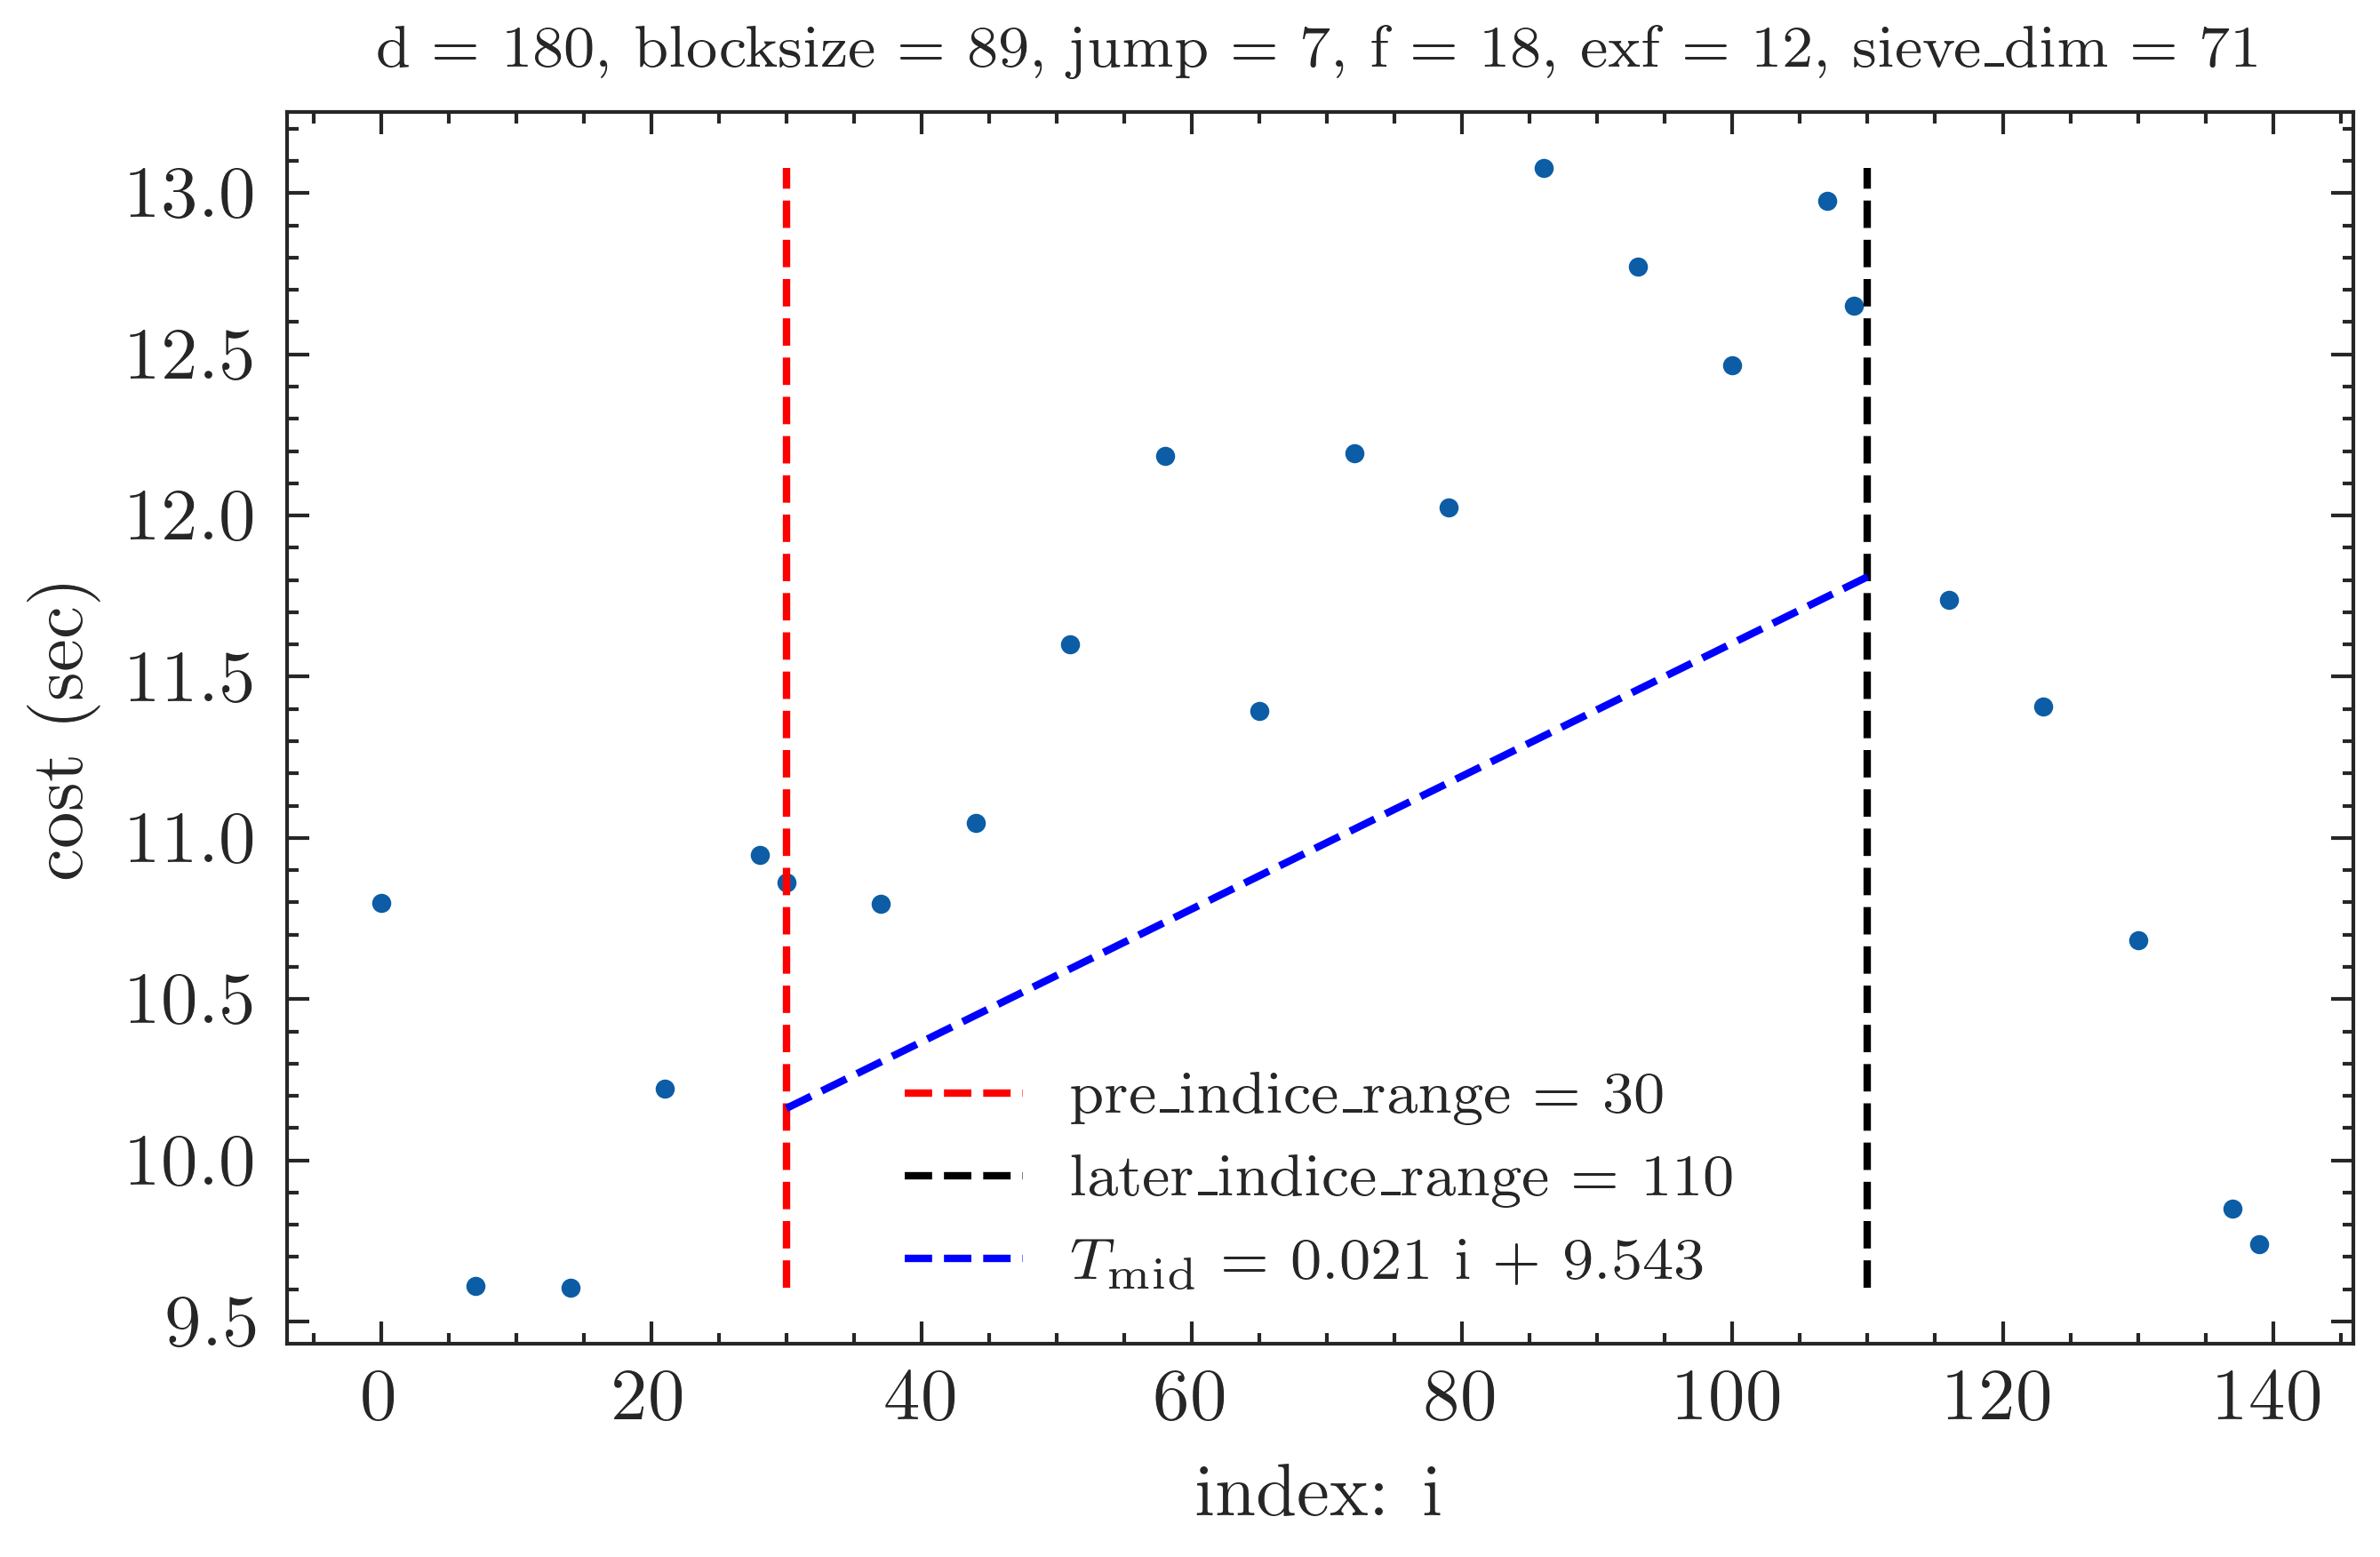 d = 180, blocksize = 89, jump = 7, f = 18, exf = 12, sieve_dim = 71
13.0
12.5
12.0
11.5
11.0
10.5
10.0
9.5
cost (sec)
pre_indice_range = 30
later_indice_range = 110
T_mid = 0.021 i + 9.543
0 20 40 60 80 100 120 140
index: i